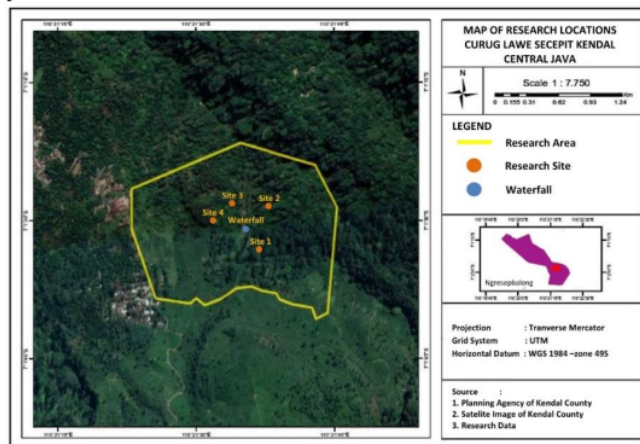 MAP OF RESEARCH LOCATIONS
CURUG LAWE SECEPIT KENDAL
CENTRAL JAVA
N
Scale 1 : 7.750
Km
0 0.155 0.31 0.62 0.93 1.24
LEGEND
Research Area
Research Site
Waterfall
Site 3
Site 2
Site 4
Waterfall
Site 1
Ngresepbalong
Projection : Tranverse Mercator
Grid System : UTM
Horizontal Datum : WGS 1984 –zone 49S
Source :
1. Planning Agency of Kendal County
2. Satelite Image of Kendal County
3. Research Data